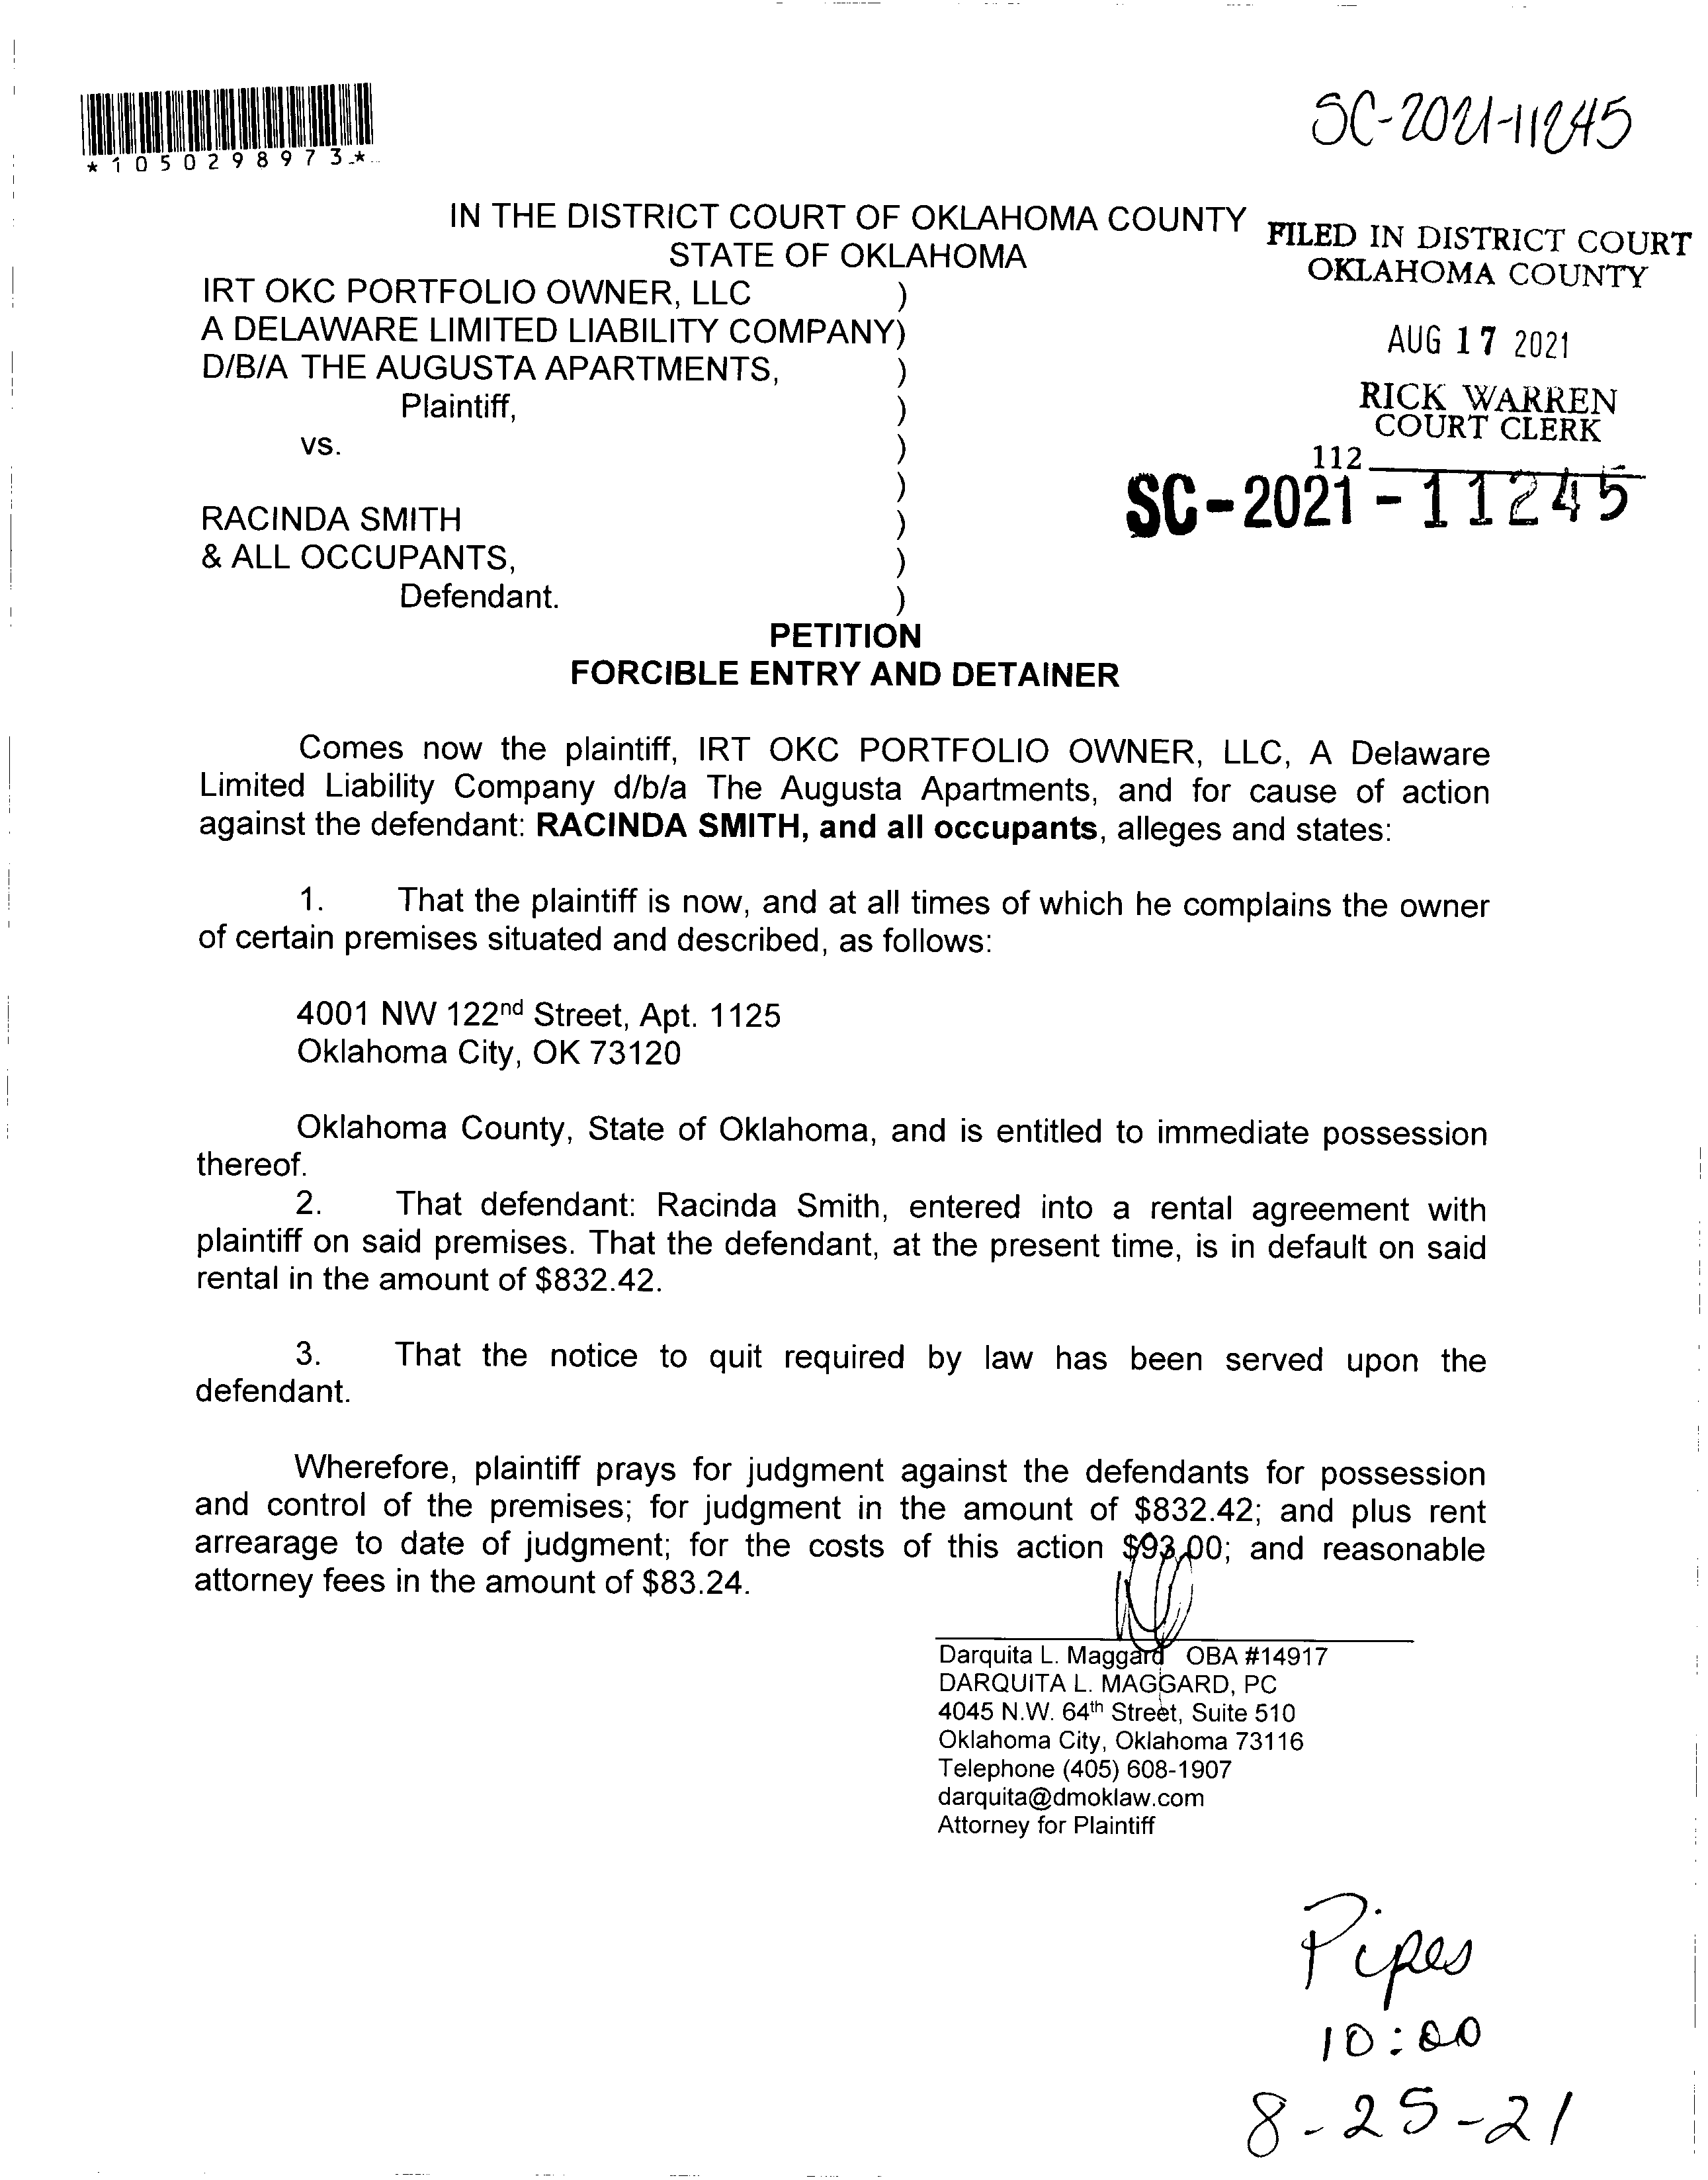 SC-2021-11245
*1050298973*
IN THE DISTRICT COURT OF OKLAHOMA COUNTY
STATE OF OKLAHOMA
FILED IN DISTRICT COURT
OKLAHOMA COUNTY
AUG 17 2021
RICK WARREN
COURT CLERK
112
SC-2021-11245
IRT OKC PORTFOLIO OWNER, LLC )
A DELAWARE LIMITED LIABILITY COMPANY)
D/B/A THE AUGUSTA APARTMENTS, )
Plaintiff, )
vs. )
)
RACINDA SMITH )
& ALL OCCUPANTS, )
Defendant. )
PETITION
FORCIBLE ENTRY AND DETAINER
Comes now the plaintiff, IRT OKC PORTFOLIO OWNER, LLC, A Delaware
Limited Liability Company d/b/a The Augusta Apartments, and for cause of action
against the defendant: RACINDA SMITH, and all occupants, alleges and states:
1. That the plaintiff is now, and at all times of which he complains the owner
of certain premises situated and described, as follows:
4001 NW 122nd Street, Apt. 1125
Oklahoma City, OK 73120
Oklahoma County, State of Oklahoma, and is entitled to immediate possession
thereof.
2. That defendant: Racinda Smith, entered into a rental agreement with
plaintiff on said premises. That the defendant, at the present time, is in default on said
rental in the amount of $832.42.
3. That the notice to quit required by law has been served upon the
defendant.
Wherefore, plaintiff prays for judgment against the defendants for possession
and control of the premises; for judgment in the amount of $832.42; and plus rent
arrearage to date of judgment; for the costs of this action $93.00; and reasonable
attorney fees in the amount of $83.24.
Darquita L. Maggard OBA #14917
DARQUITA L. MAGGARD, PC
4045 N.W. 64th Street, Suite 510
Oklahoma City, Oklahoma 73116
Telephone (405) 608-1907
darquita@dmoklaw.com
Attorney for Plaintiff
Pipes
10:00
8-25-21